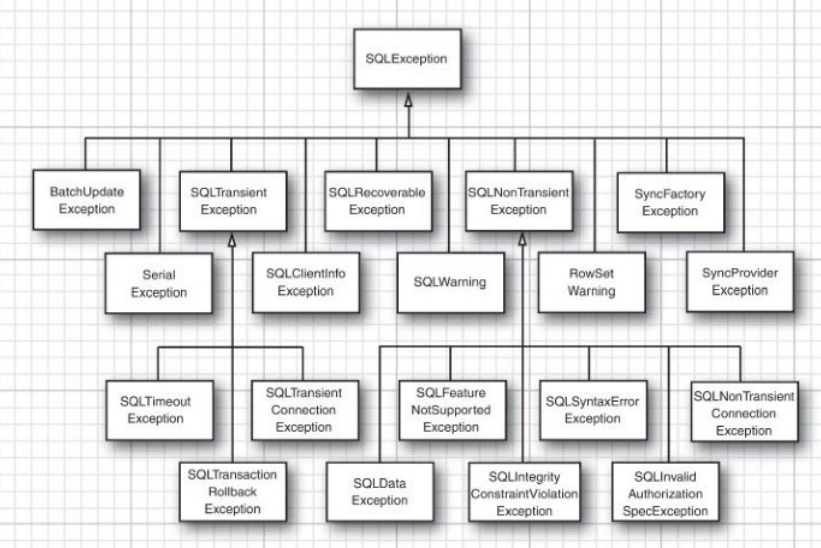 SQLException
BatchUpdate
Exception
SQLTransient
Exception
SQLRecoverable
Exception
SQLNonTransient
Exception
SyncFactory
Exception
Serial
Exception
SQLClientInfo
Exception
SQLWarning
RowSet
Warning
SyncProvider
Exception
SQLTimeout
Exception
SQLTransient
Connection
Exception
SQLFeature
NotSupported
Exception
SQLSyntaxError
Exception
SQLNonTransient
Connection
Exception
SQLTransaction
Rollback
Exception
SQLData
Exception
SQLIntegrity
ConstraintViolation
Exception
SQLInvalid
Authorization
SpecException